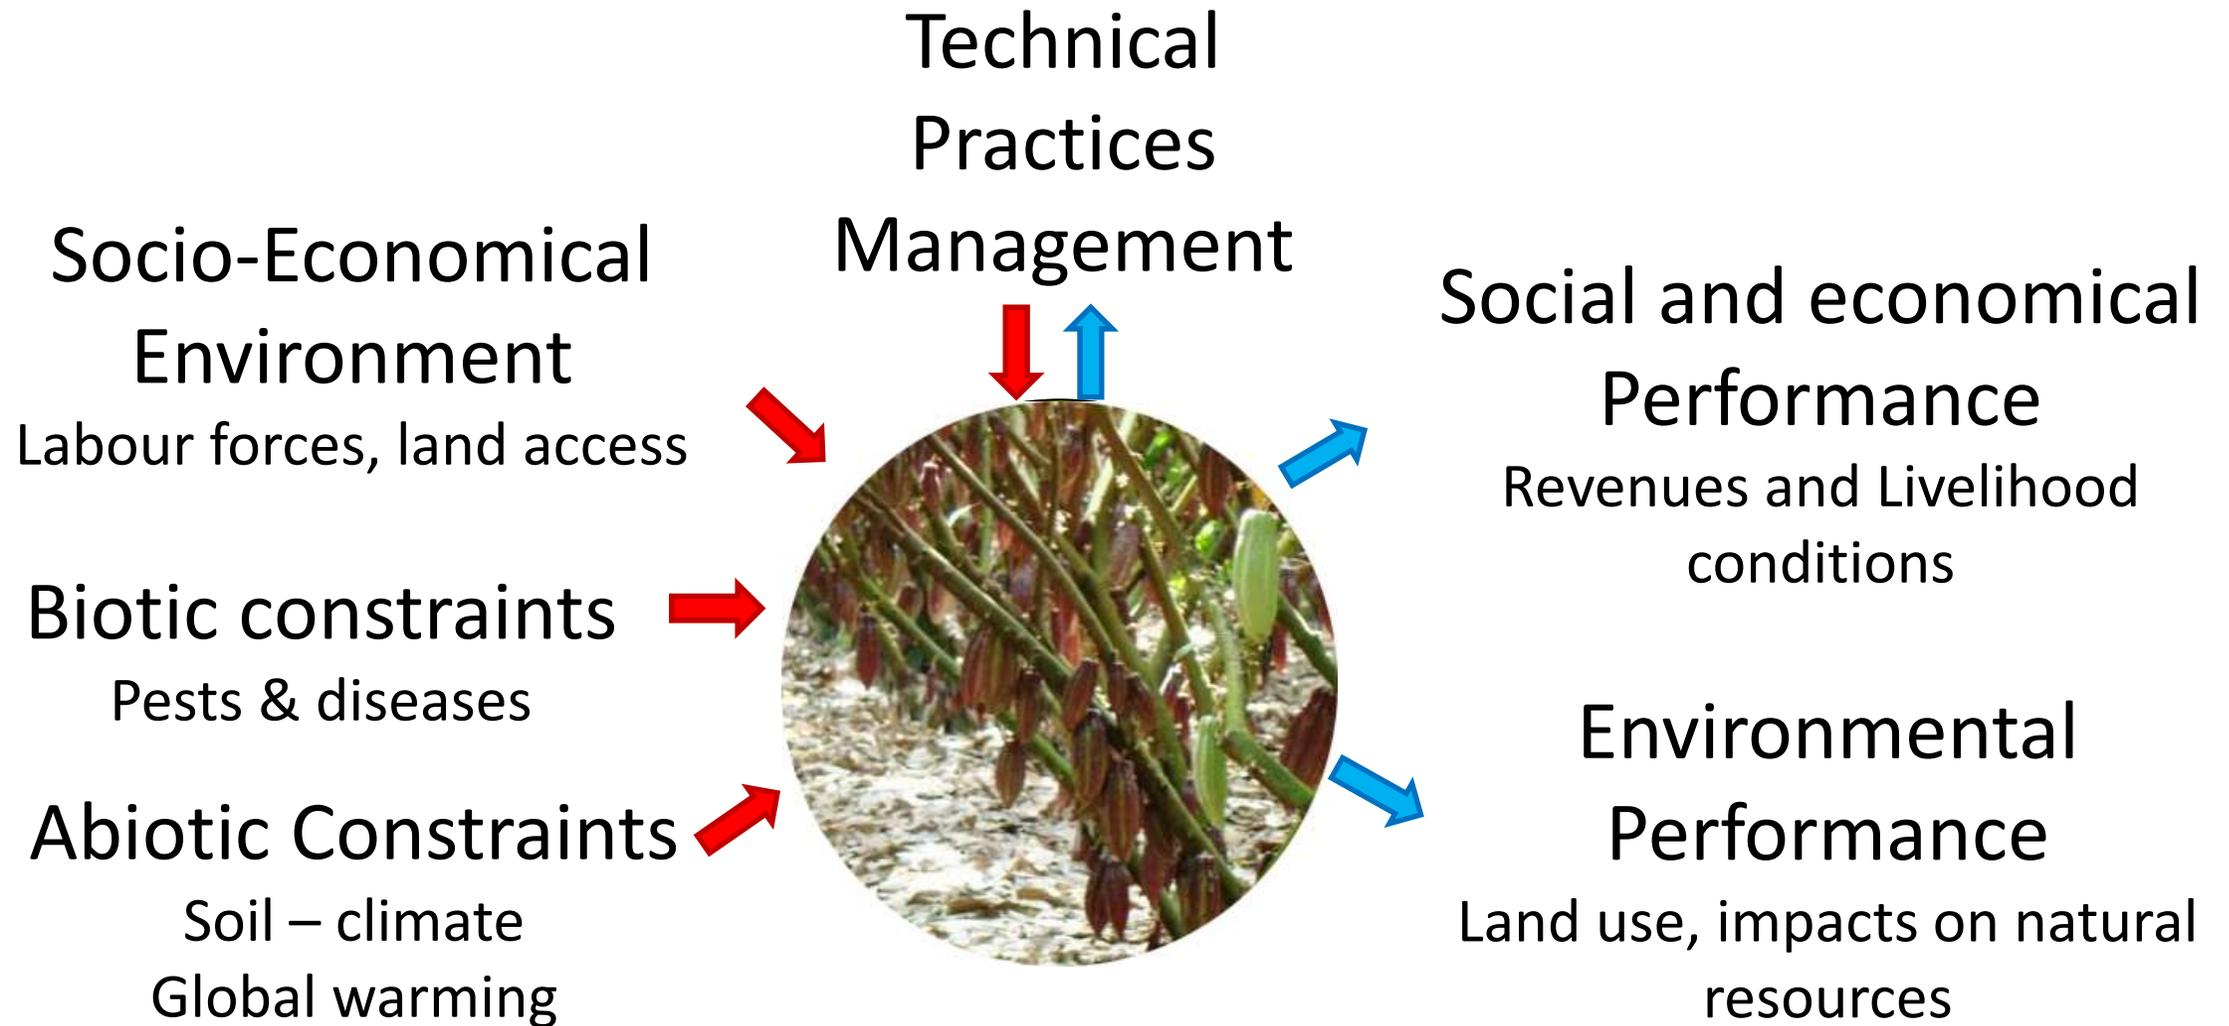 Technical
Practices
Management
Socio-Economical
Environment
Labour forces, land access
Biotic constraints
Pests & diseases
Abiotic Constraints
Soil – climate
Global warming
Social and economical
Performance
Revenues and Livelihood
conditions
Environmental
Performance
Land use, impacts on natural
resources